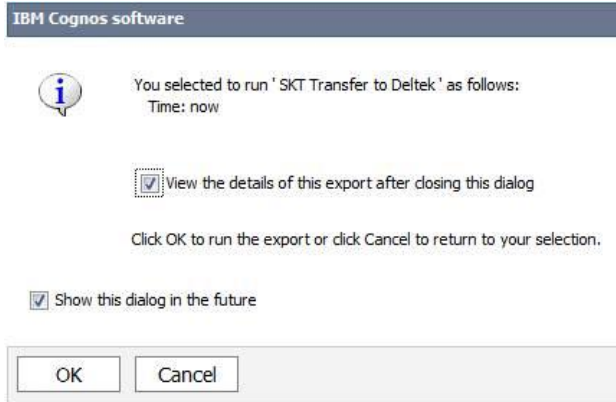 IBM Cognos software
You selected to run ' SKT Transfer to Deltek ' as follows:
Time: now
View the details of this export after closing this dialog
Click OK to run the export or click Cancel to return to your selection.
Show this dialog in the future
OK Cancel